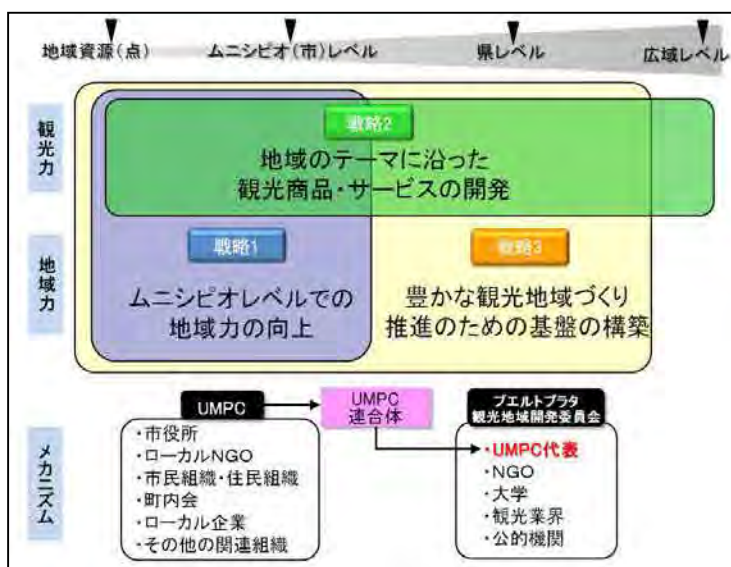 地域資源(点)
ムニシピオ(市)レベル
県レベル
広域レベル
観光力
戦略2
地域のテーマに沿った
観光商品・サービスの開発
地域力
戦略1
ムニシピオレベルでの
地域力の向上
戦略3
豊かな観光地域づくり
推進のための基盤の構築
メカニズム
UMPC
・市役所
・ローカルNGO
・市民組織・住民組織
・町内会
・ローカル企業
・その他の関連組織
UMPC
連合体
プエルトプラタ
観光地域開発委員会
・UMPC代表
・NGO
・大学
・観光業界
・公的機関